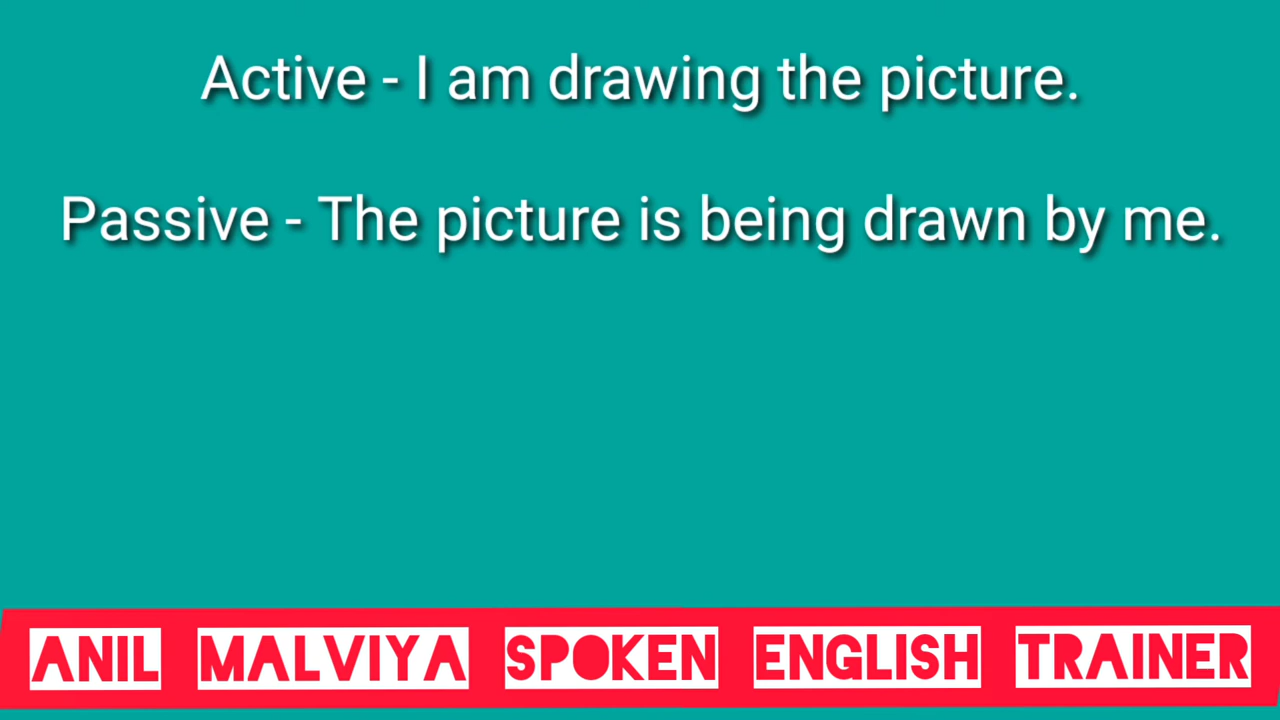 Active - I am drawing the picture.
Passive - The picture is being drawn by me.
ANIL MALVIYA SPOKEN ENGLISH TRAINER